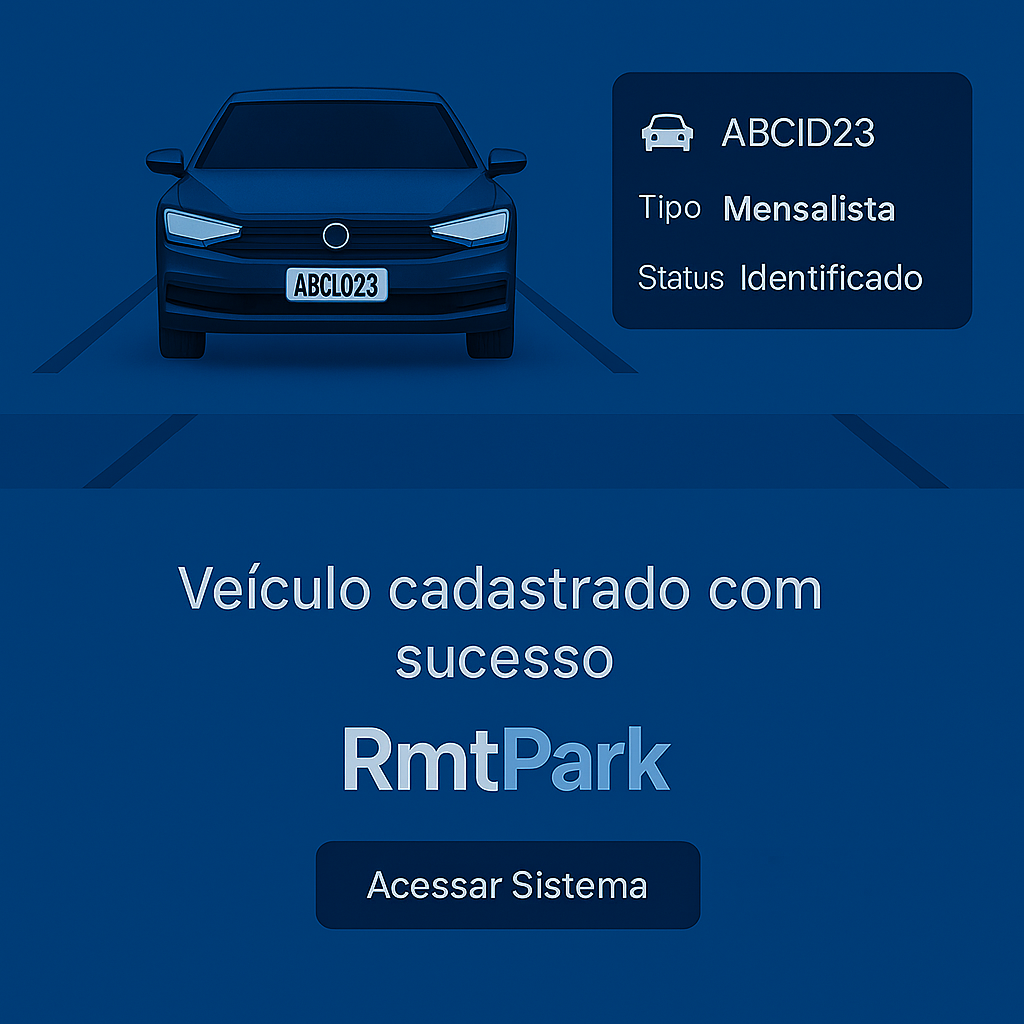 ABCLO23
ABCID23
Tipo Mensalista
Status Identificado
Veículo cadastrado com
sucesso
RmtPark
Acessar Sistema